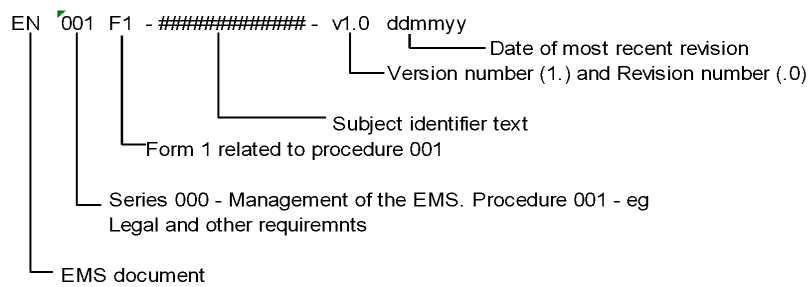 EN 001 F1 - ############# - v1.0 ddmmyy
Date of most recent revision
Version number (1.) and Revision number (.0)
Subject identifier text
Form 1 related to procedure 001
Series 000 - Management of the EMS. Procedure 001 - eg
Legal and other requiremnts
EMS document